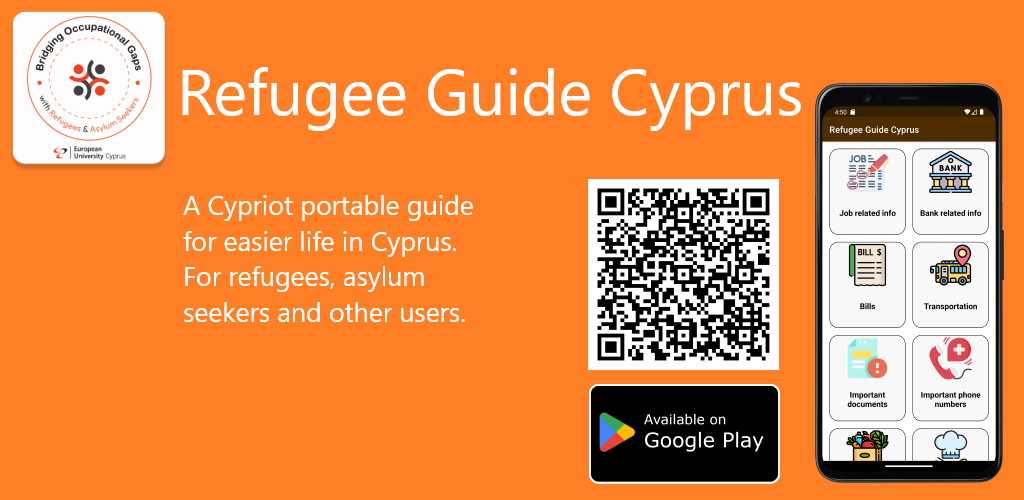 Bridging Occupational Gaps
with Refugees & Asylum Seekers
European
University Cyprus
Refugee Guide Cyprus
A Cypriot portable guide
for easier life in Cyprus.
For refugees, asylum
seekers and other users.
Available on
Google Play
4:50
Refugee Guide Cyprus
JOB
Job related info
BANK
Bank related info
BILL $
Bills
Transportation
Important
documents
Important phone
numbers